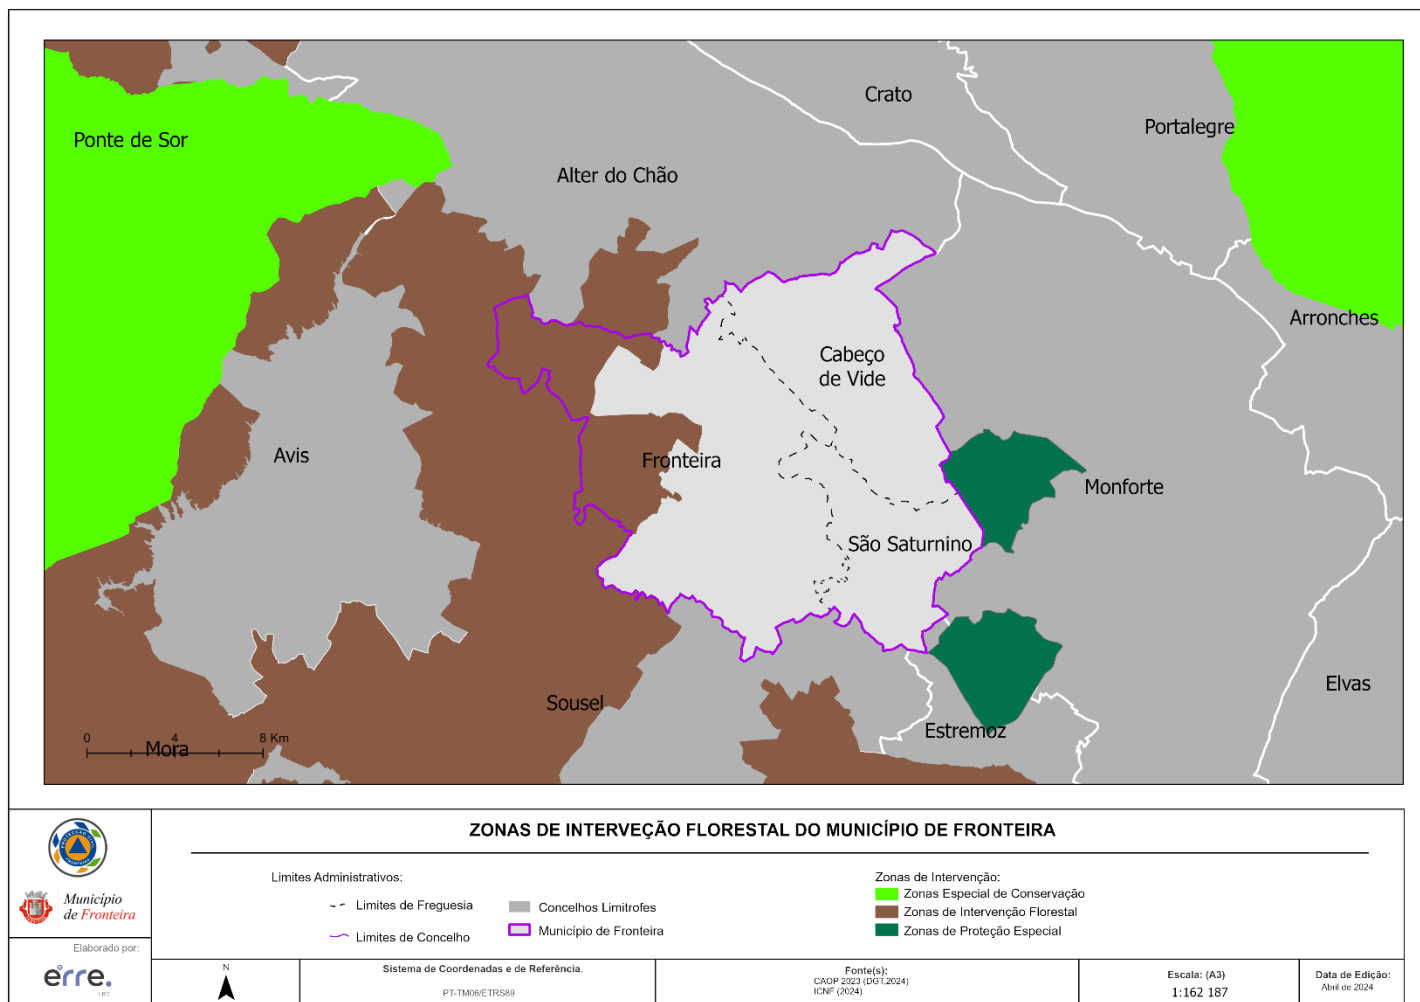 Crato
Portalegre
Ponte de Sor
Alter do Chão
Arronches
Cabeço
de Vide
Avis
Fronteira
Monforte
São Saturnino
Elvas
Sousel
Estremoz
0 4 8 Km
Mora
ZONAS DE INTERVEÇÃO FLORESTAL DO MUNICÍPIO DE FRONTEIRA
Limites Administrativos:
Limites de Freguesia
Limites de Concelho
Concelhos Limitrofes
Município de Fronteira
Zonas de Intervenção:
Zonas Especial de Conservação
Zonas de Intervenção Florestal
Zonas de Proteção Especial
Município
de Fronteira
Elaborado por:
erre.
N
Sistema de Coordenadas e de Referência.
PT-TM06/ETRS89
Fonte(s):
CAOP 2023 (DGT,2024)
ICNF (2024)
Escala: (A3)
1:162 187
Data de Edição:
Abril de 2024